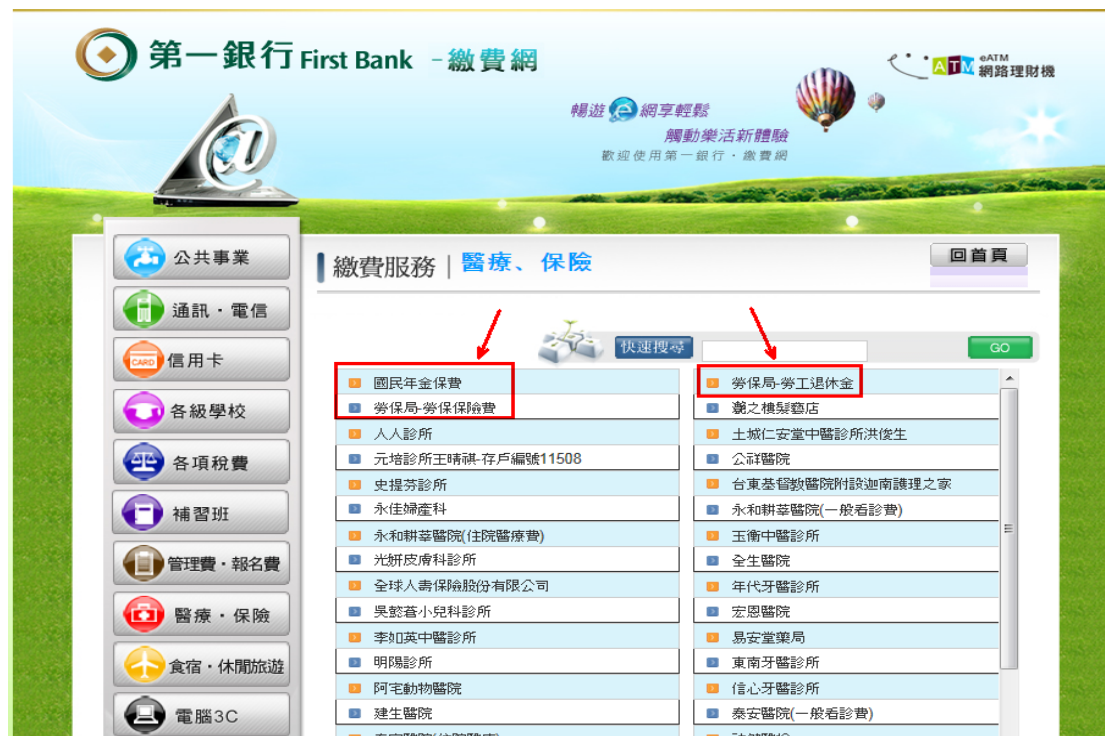 第一銀行 First Bank -繳費網
eATM
ATM 網路理財機
暢遊e網享輕鬆
觸動樂活新體驗
歡迎使用第一銀行・繳費網
@
公共事業
通訊・電信
CARD 信用卡
各級學校
各項稅費
補習班
管理費・報名費
醫療・保險
食宿・休閒旅遊
電腦3C
繳費服務|醫療、保險
回首頁
快速搜尋
GO
國民年金保費
勞保局-勞工退休金
勞保局-勞保保險費
之樓髮藝店
人人診所
土城仁安堂中醫診所洪俊生
元培診所王晴祺-存戶編號11508
公祥醫院
史提芬診所
台東基督教醫院附設迦南護理之家
永佳婦產科
永和耕莘醫院(一般看診費)
永和耕莘醫院(住院醫療費)
玉衡中醫診所
光妍皮膚科診所
全生醫院
全球人壽保險股份有限公司
年代牙醫診所
吳懿蒼小兒科診所
宏恩醫院
李如英中醫診所
易安堂藥局
明陽診所
東南牙醫診所
阿宅動物醫院
信心牙醫診所
建生醫院
泰安醫院(一般看診費)